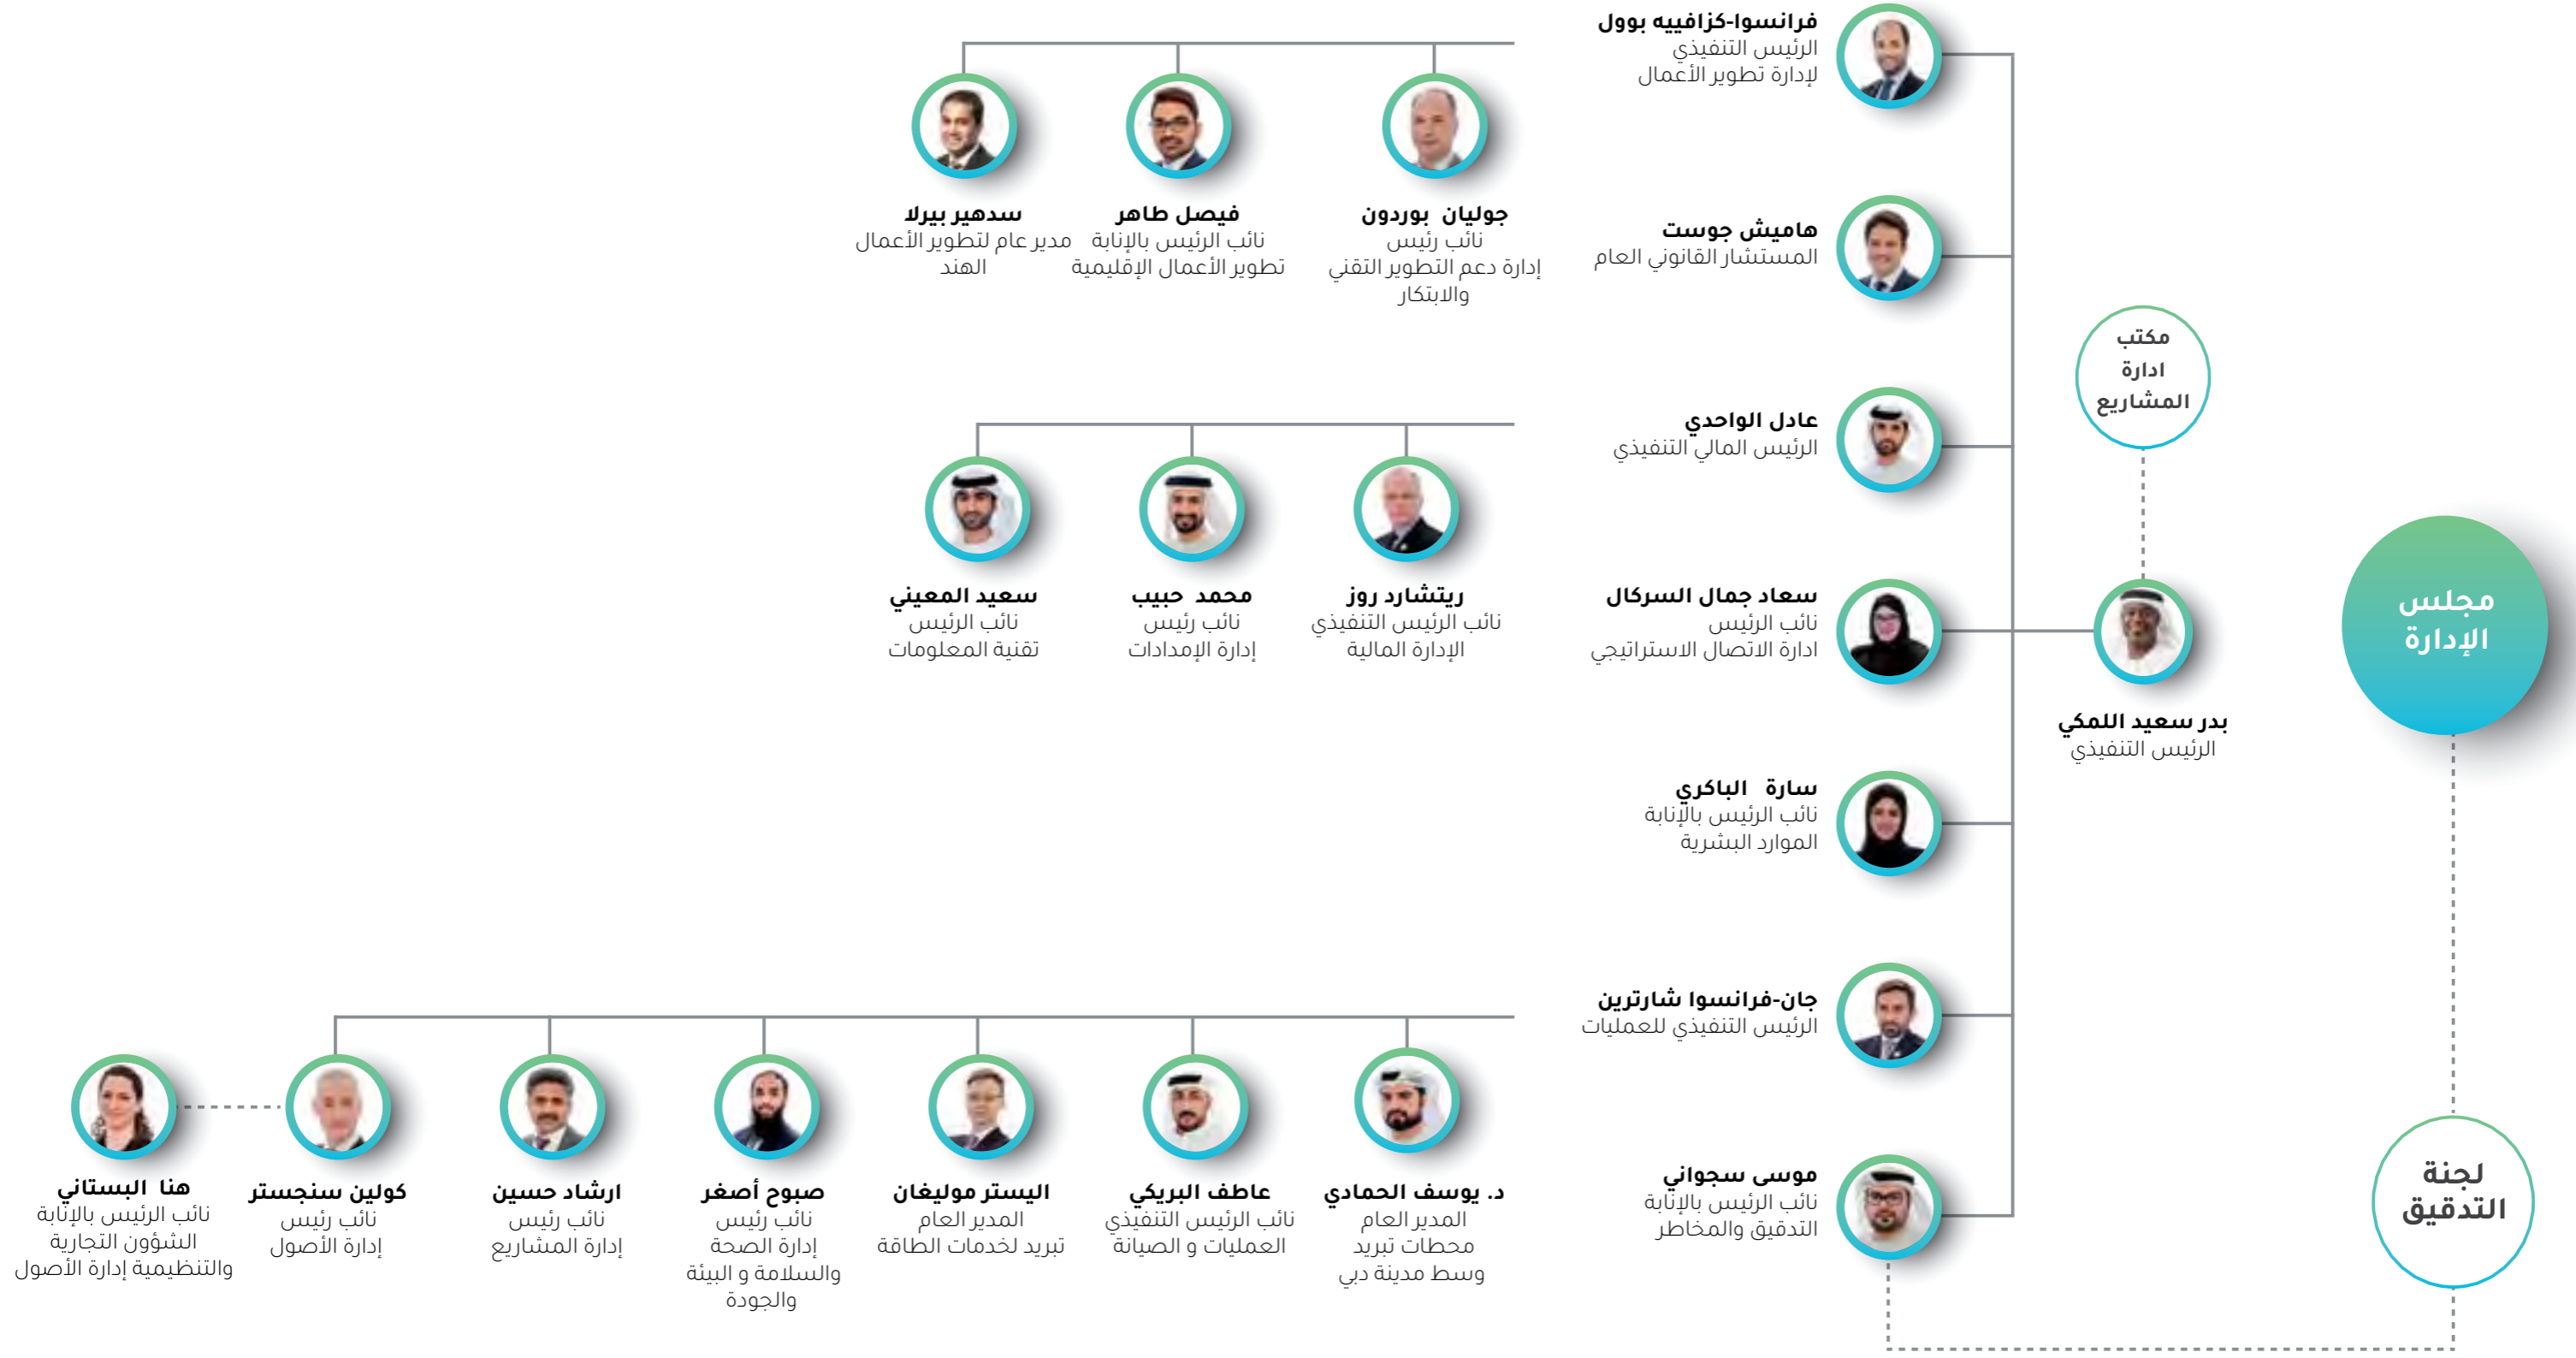 مجلس
الإدارة
لجنة
التدقيق
مكتب
ادارة
المشاريع
بدر سعيد اللمكي
الرئيس التنفيذي
فرانسوا-كزافييه بوول
الرئيس التنفيذي
لإدارة تطوير الأعمال
هاميش جوست
المستشار القانوني العام
عادل الواحدي
الرئيس المالي التنفيذي
سعاد جمال السركال
نائب الرئيس
ادارة الاتصال الاستراتيجي
سارة الباكري
نائب الرئيس بالإنابة
الموارد البشرية
جان-فرانسوا شارترين
الرئيس التنفيذي للعمليات
موسى سجواني
نائب الرئيس بالإنابة
التدقيق والمخاطر
جوليان بوردون
نائب رئيس
إدارة دعم التطوير التقني
والابتكار
فيصل طاهر
نائب الرئيس بالإنابة
تطوير الأعمال الإقليمية
سدهير بيرلا
مدير عام لتطوير الأعمال
الهند
ريتشارد روز
نائب الرئيس التنفيذي
الإدارة المالية
محمد حبيب
نائب رئيس
إدارة الإمدادات
سعيد المعيني
نائب الرئيس
تقنية المعلومات
د. يوسف الحمادي
المدير العام
محطات تبريد
وسط مدينة دبي
عاطف البريكي
نائب الرئيس التنفيذي
العمليات و الصيانة
اليستر موليغان
المدير العام
تبريد لخدمات الطاقة
صبوح أصغر
نائب رئيس
إدارة الصحة
والسلامة و البيئة
والجودة
ارشاد حسين
نائب رئيس
إدارة المشاريع
كولين سنجستر
نائب رئيس
إدارة الأصول
هنا البستاني
نائب الرئيس بالإنابة
الشؤون التجارية
والتنظيمية إدارة الأصول